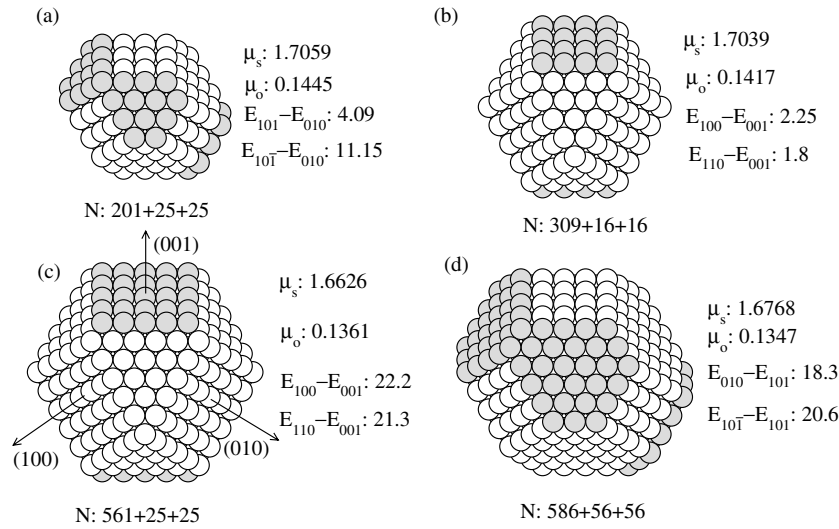 (a)
μs: 1.7059
μo: 0.1445
E101−E010: 4.09
E101̅−E010: 11.15
N: 201+25+25
(b)
μs: 1.7039
μo: 0.1417
E100−E001: 2.25
E110−E001: 1.8
N: 309+16+16
(c)
(001)
μs: 1.6626
μo: 0.1361
E100−E001: 22.2
E110−E001: 21.3
(100)
(010)
N: 561+25+25
(d)
μs: 1.6768
μo: 0.1347
E010−E101: 18.3
E101̅−E101: 20.6
N: 586+56+56